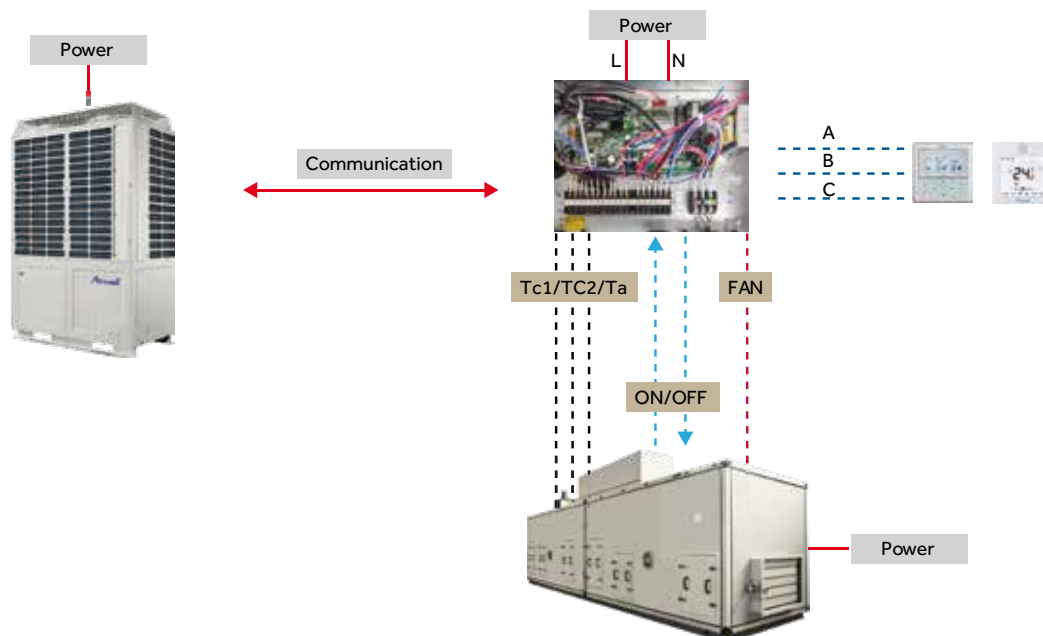 Power
Power
L
N
Communication
A
B
C
24
Tc1/TC2/Ta
FAN
ON/OFF
Power